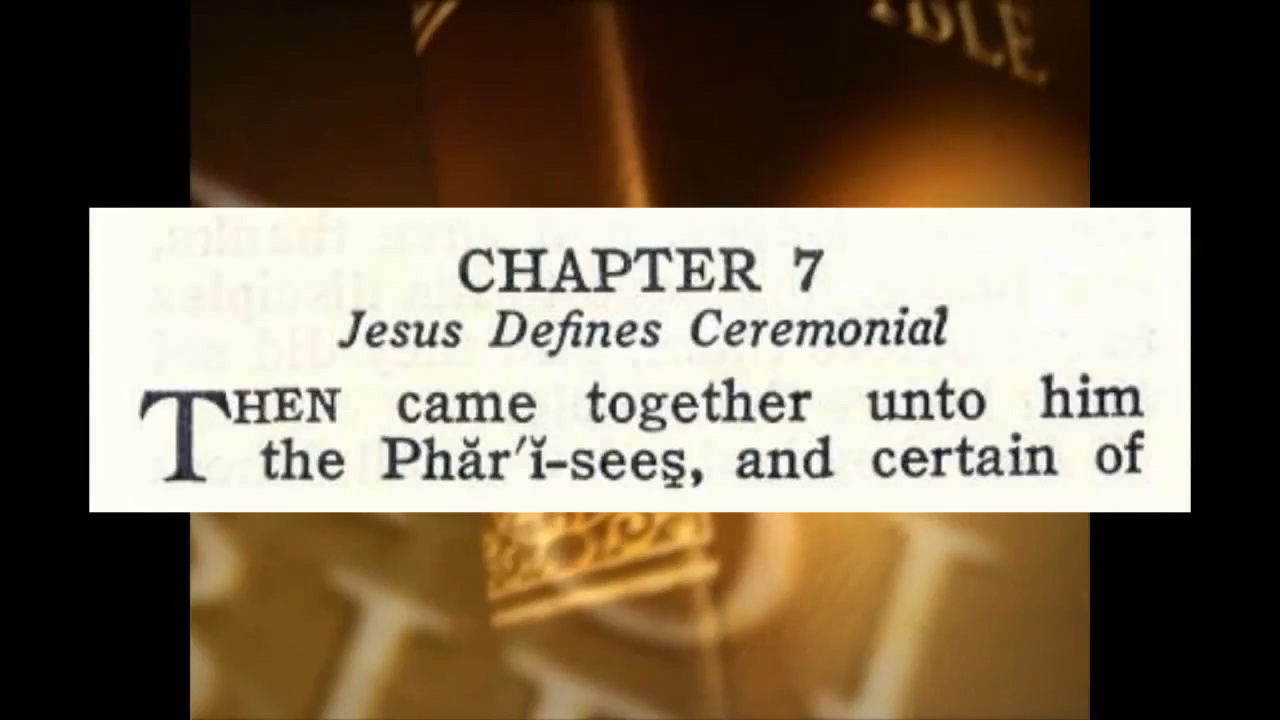 CHAPTER 7
Jesus Defines Ceremonial
THEN came together unto him
the Phăr′ĭ-seeş, and certain of